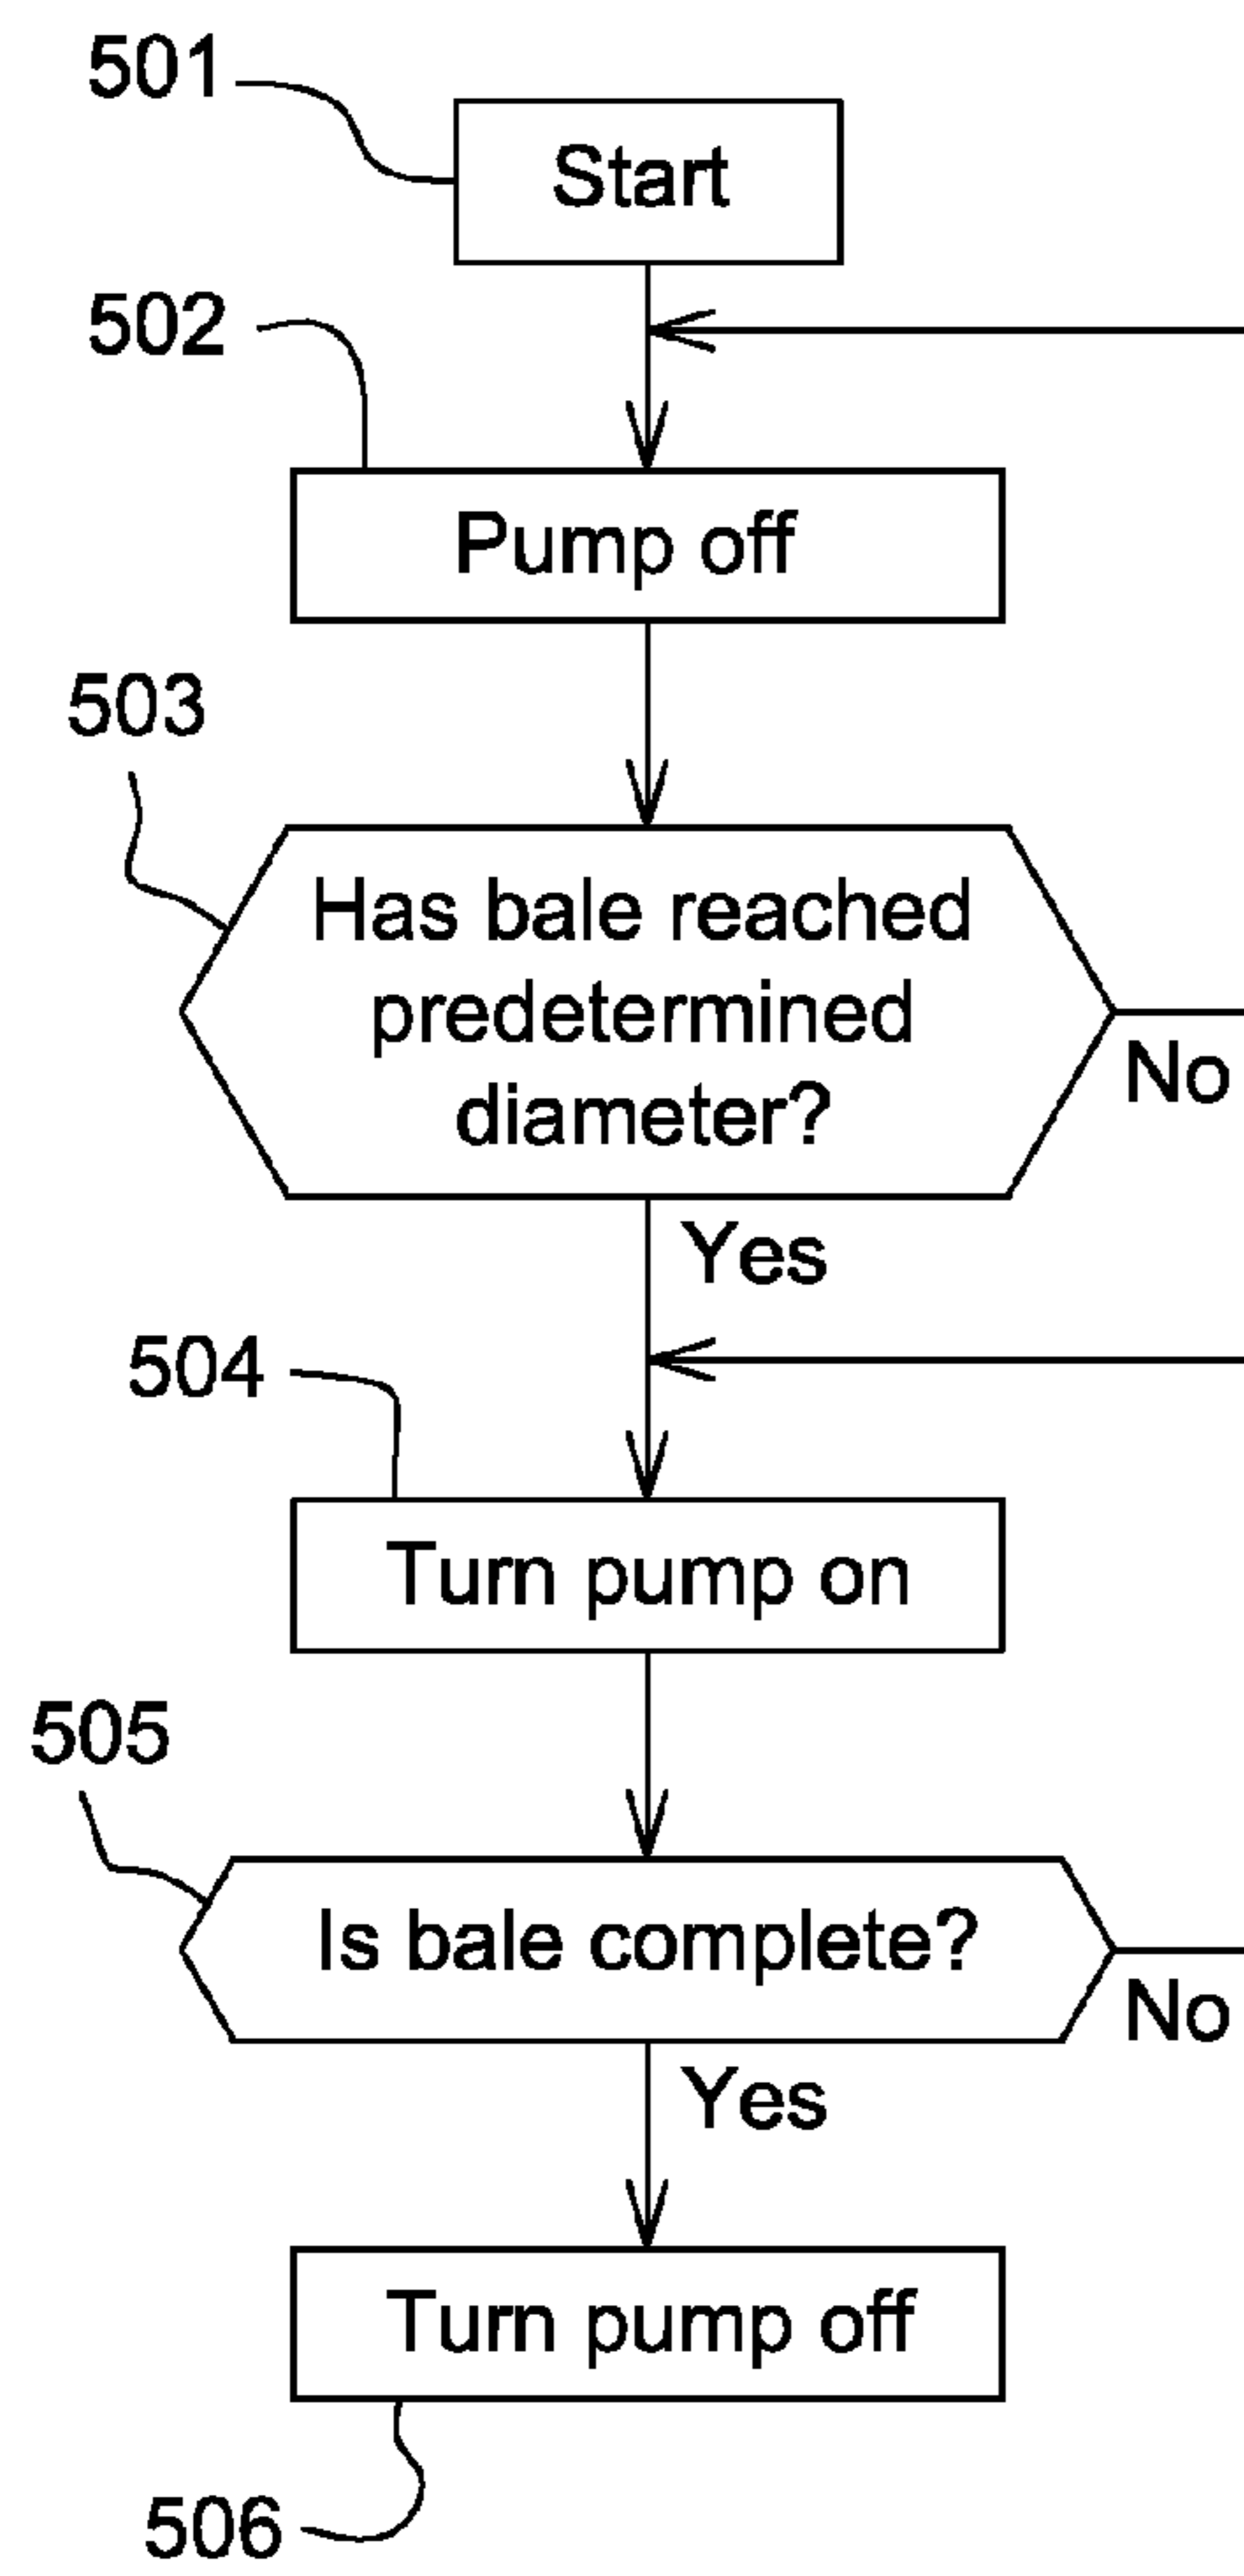 501
Start
502
Pump off
503
Has bale reached
predetermined
diameter?
No
Yes
504
Turn pump on
505
Is bale complete?
No
Yes
Turn pump off
506